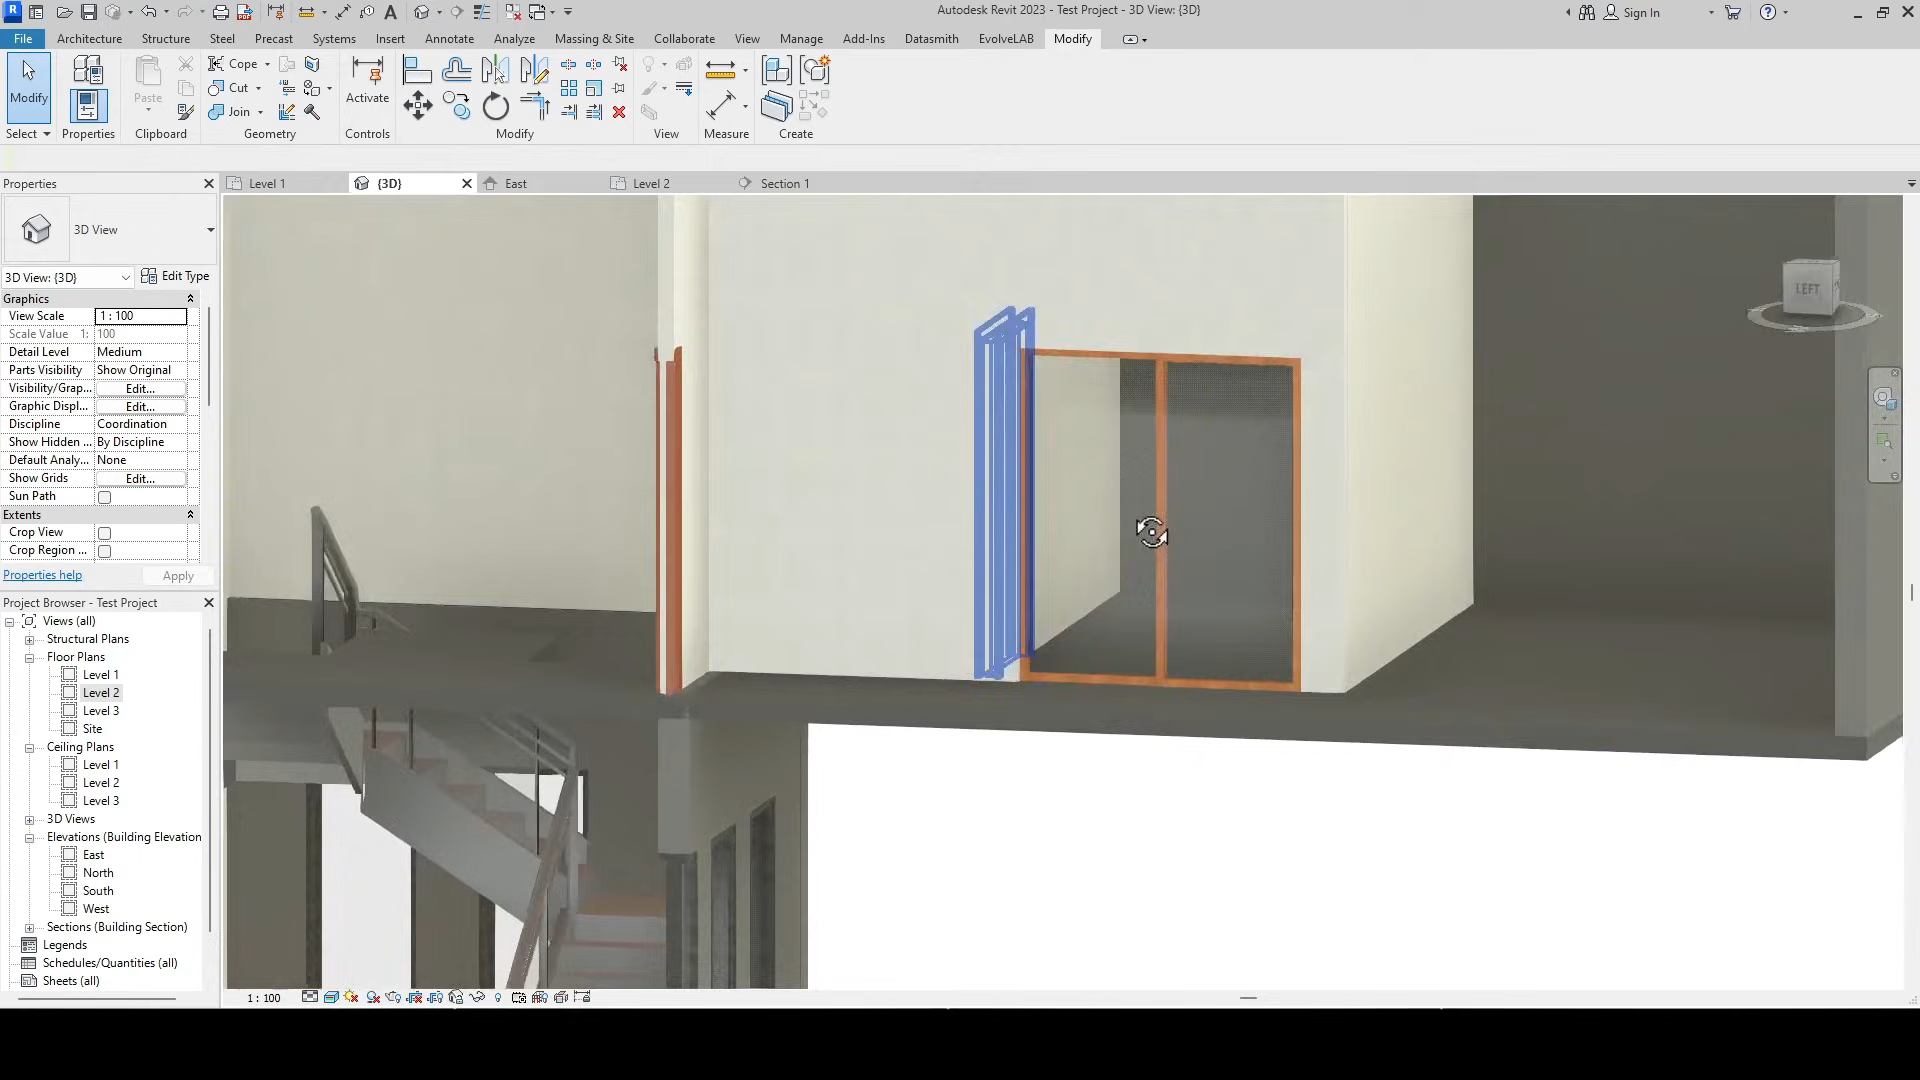 Autodesk Revit 2023 - Test Project - 3D View: {3D}
Sign In
File Architecture Structure Steel Precast Systems Insert Annotate Analyze Massing & Site Collaborate View Manage Add-Ins Datasmith EvolveLAB Modify
Modify
Paste
Cope
Cut
Join
Activate
Select Properties Clipboard Geometry Controls Modify View Measure Create
Properties
Level 1
{3D}
East
Level 2
Section 1
3D View
3D View: {3D}
Edit Type
Graphics
View Scale 1 : 100
Scale Value 1: 100
Detail Level Medium
Parts Visibility Show Original
Visibility/Grap... Edit...
Graphic Displ... Edit...
Discipline Coordination
Show Hidden ... By Discipline
Default Analy... None
Show Grids Edit...
Sun Path
Extents
Crop View
Crop Region ...
Properties help
Apply
Project Browser - Test Project
Views (all)
Structural Plans
Floor Plans
Level 1
Level 2
Level 3
Site
Ceiling Plans
Level 1
Level 2
Level 3
3D Views
Elevations (Building Elevation
East
North
South
West
Sections (Building Section)
Legends
Schedules/Quantities (all)
Sheets (all)
1 : 100
LEFT